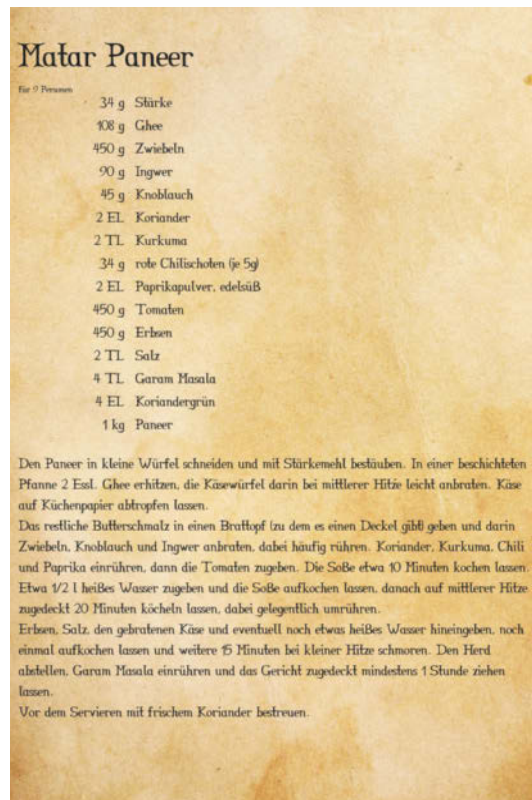 Matar Paneer
Für 9 Personen
34 g Stärke
108 g Ghee
450 g Zwiebeln
90 g Ingwer
45 g Knoblauch
2 EL Koriander
2 TL Kurkuma
34 g rote Chilischoten (je 5g)
2 EL Paprikapulver, edelsüß
450 g Tomaten
450 g Erbsen
2 TL Salz
4 TL Garam Masala
4 EL Koriandergrün
1 kg Paneer
Den Paneer in kleine Würfel schneiden und mit Stärkemehl bestäuben. In einer beschichteten
Pfanne 2 Essl. Ghee erhitzen, die Käsewürfel darin bei mittlerer Hitze leicht anbraten. Käse
auf Küchenpapier abtropfen lassen.
Das restliche Butterschmalz in einen Brattopf (zu dem es einen Deckel gibt) geben und darin
Zwiebeln, Knoblauch und Ingwer anbraten, dabei häufig rühren. Koriander, Kurkuma, Chili
und Paprika einrühren, dann die Tomaten zugeben. Die Soße etwa 10 Minuten kochen lassen.
Etwa 1/2 l heißes Wasser zugeben und die Soße aufkochen lassen, danach auf mittlerer Hitze
zugedeckt 20 Minuten köcheln lassen, dabei gelegentlich umrühren.
Erbsen, Salz, den gebratenen Käse und eventuell noch etwas heißes Wasser hineingeben, noch
einmal aufkochen lassen und weitere 15 Minuten bei kleiner Hitze schmoren. Den Herd
abstellen, Garam Masala einrühren und das Gericht zugedeckt mindestens 1 Stunde ziehen
lassen.
Vor dem Servieren mit frischem Koriander bestreuen.